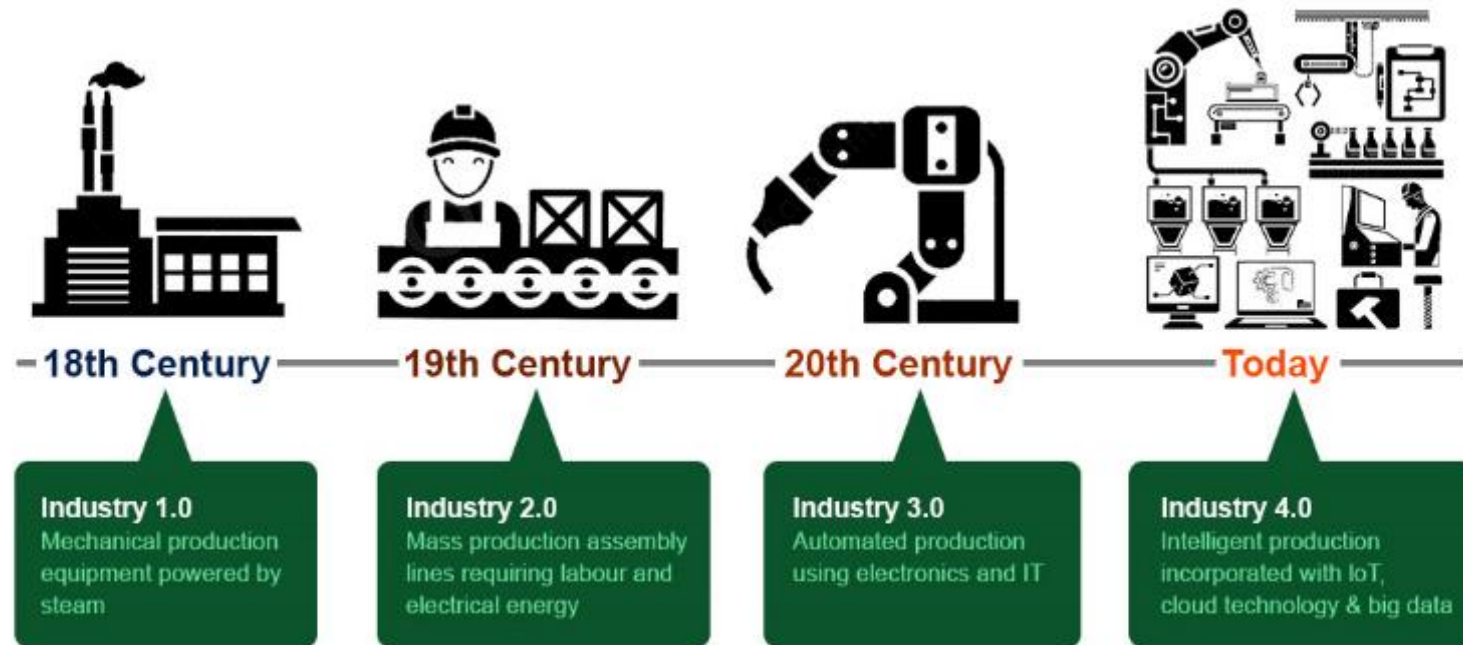 18th Century
19th Century
20th Century
Today
Industry 1.0
Mechanical production
equipment powered by
steam
Industry 2.0
Mass production assembly
lines requiring labour and
electrical energy
Industry 3.0
Automated production
using electronics and IT
Industry 4.0
Intelligent production
incorporated with IoT,
cloud technology & big data